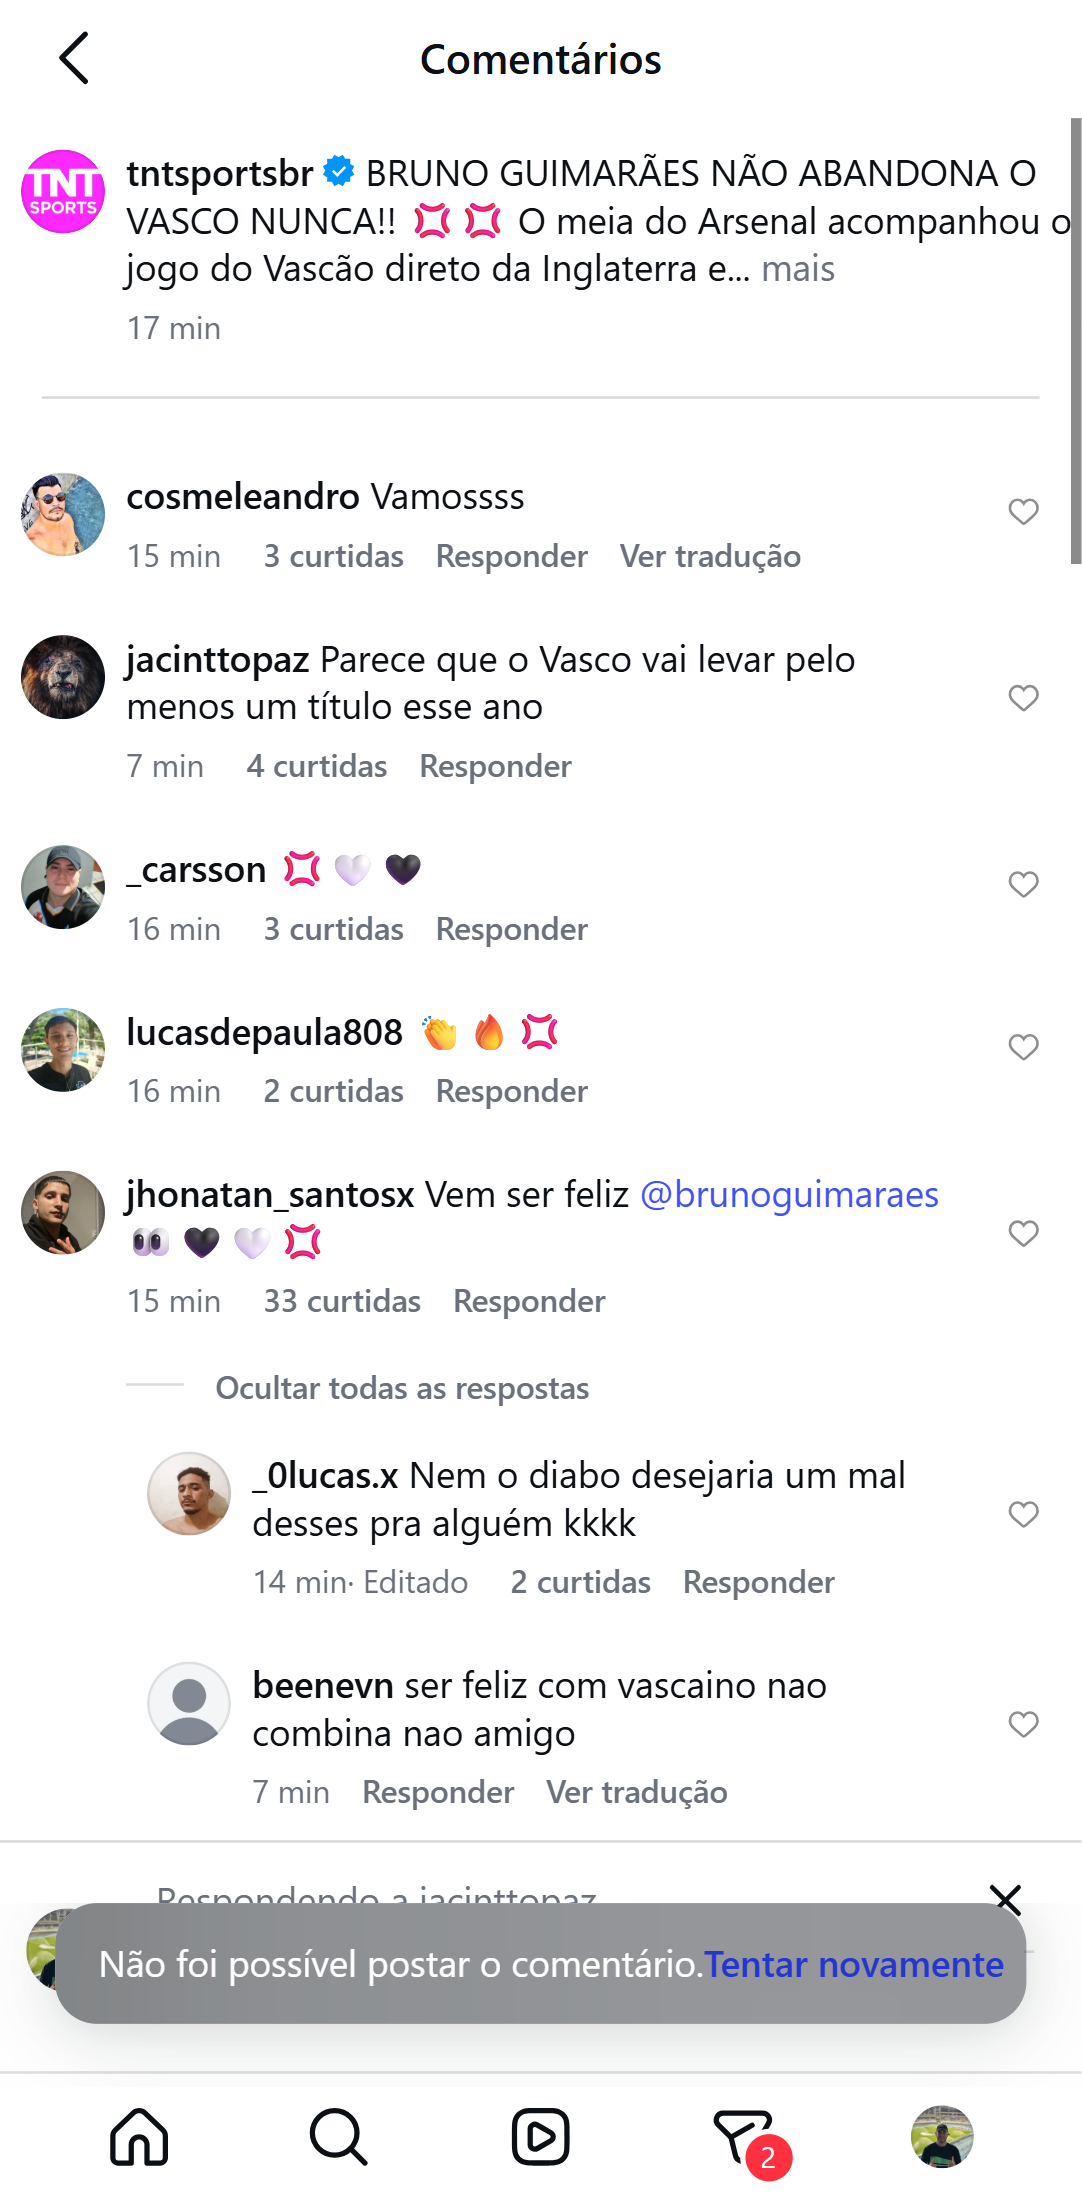 Comentários
TNT
SPORTS
tntsportsbr BRUNO GUIMARÃES NÃO ABANDONA O
VASCO NUNCA!! 💢 💢 O meia do Arsenal acompanhou o
jogo do Vascão direto da Inglaterra e... mais
17 min
cosmeleandro Vamossss
15 min 3 curtidas Responder Ver tradução
jacinttopaz Parece que o Vasco vai levar pelo
menos um título esse ano
7 min 4 curtidas Responder
_carsson 💢 🤍 🖤
16 min 3 curtidas Responder
lucasdepaula808 👏 🔥 💢
16 min 2 curtidas Responder
jhonatan_santosx Vem ser feliz @brunoguimaraes
👀 🖤 🤍 💢
15 min 33 curtidas Responder
Ocultar todas as respostas
_0lucas.x Nem o diabo desejaria um mal
desses pra alguém kkkk
14 min· Editado 2 curtidas Responder
beenevn ser feliz com vascaino nao
combina nao amigo
7 min Responder Ver tradução
Respondendo a jacinttopaz
Não foi possível postar o comentário.Tentar novamente
2